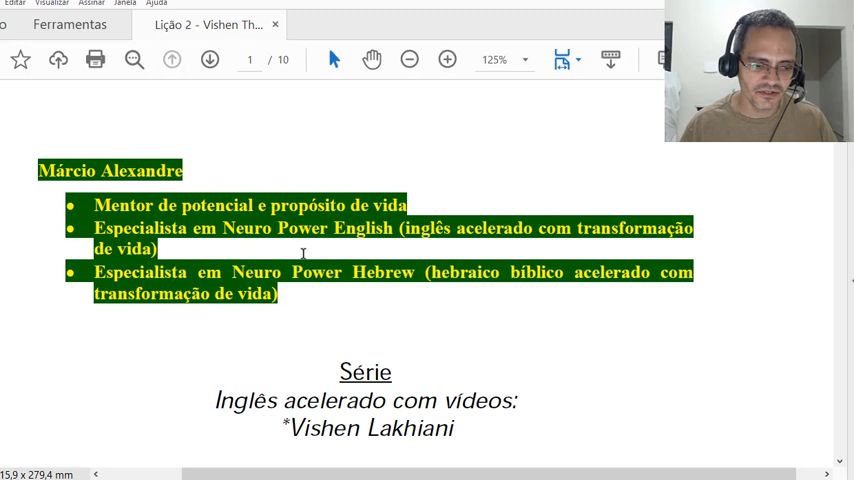 Editar Visualizar Assinar Janela Ajuda
Ferramentas Lição 2 - Vishen Th... ×
1 / 10 125%
Márcio Alexandre
● Mentor de potencial e propósito de vida
● Especialista em Neuro Power English (inglês acelerado com transformação
de vida)
● Especialista em Neuro Power Hebrew (hebraico bíblico acelerado com
transformação de vida)
Série
Inglês acelerado com vídeos:
*Vishen Lakhiani
15,9 x 279,4 mm